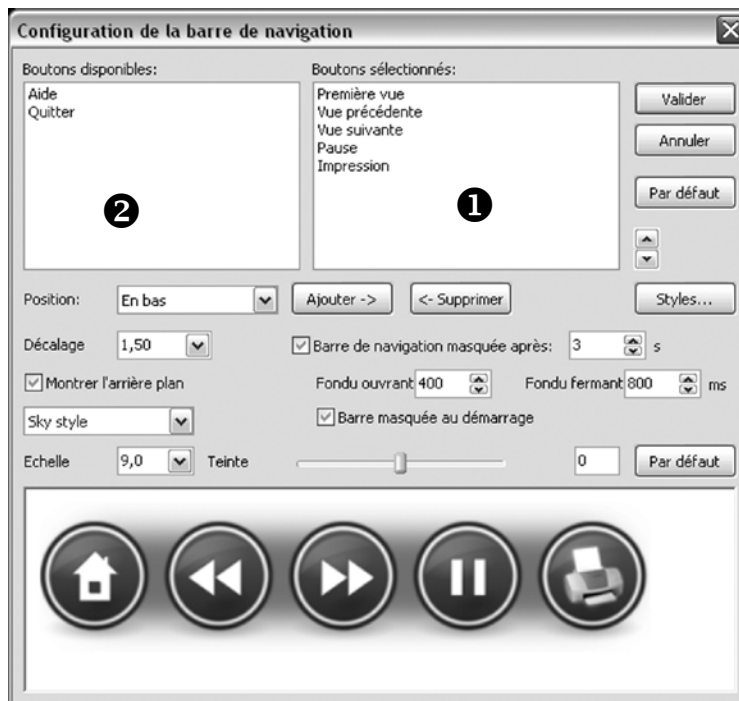 Configuration de la barre de navigation
Boutons disponibles:
Boutons sélectionnés:
Aide
Quitter
Première vue
Vue précédente
Vue suivante
Pause
Impression
Valider
Annuler
Par défaut
❷
❶
Position:
En bas
Ajouter ->
<- Supprimer
Styles...
Décalage
1,50
Barre de navigation masquée après:
3
s
Montrer l'arrière plan
Fondu ouvrant
400
Fondu fermant
800
ms
Sky style
Barre masquée au démarrage
Echelle
9,0
Teinte
0
Par défaut